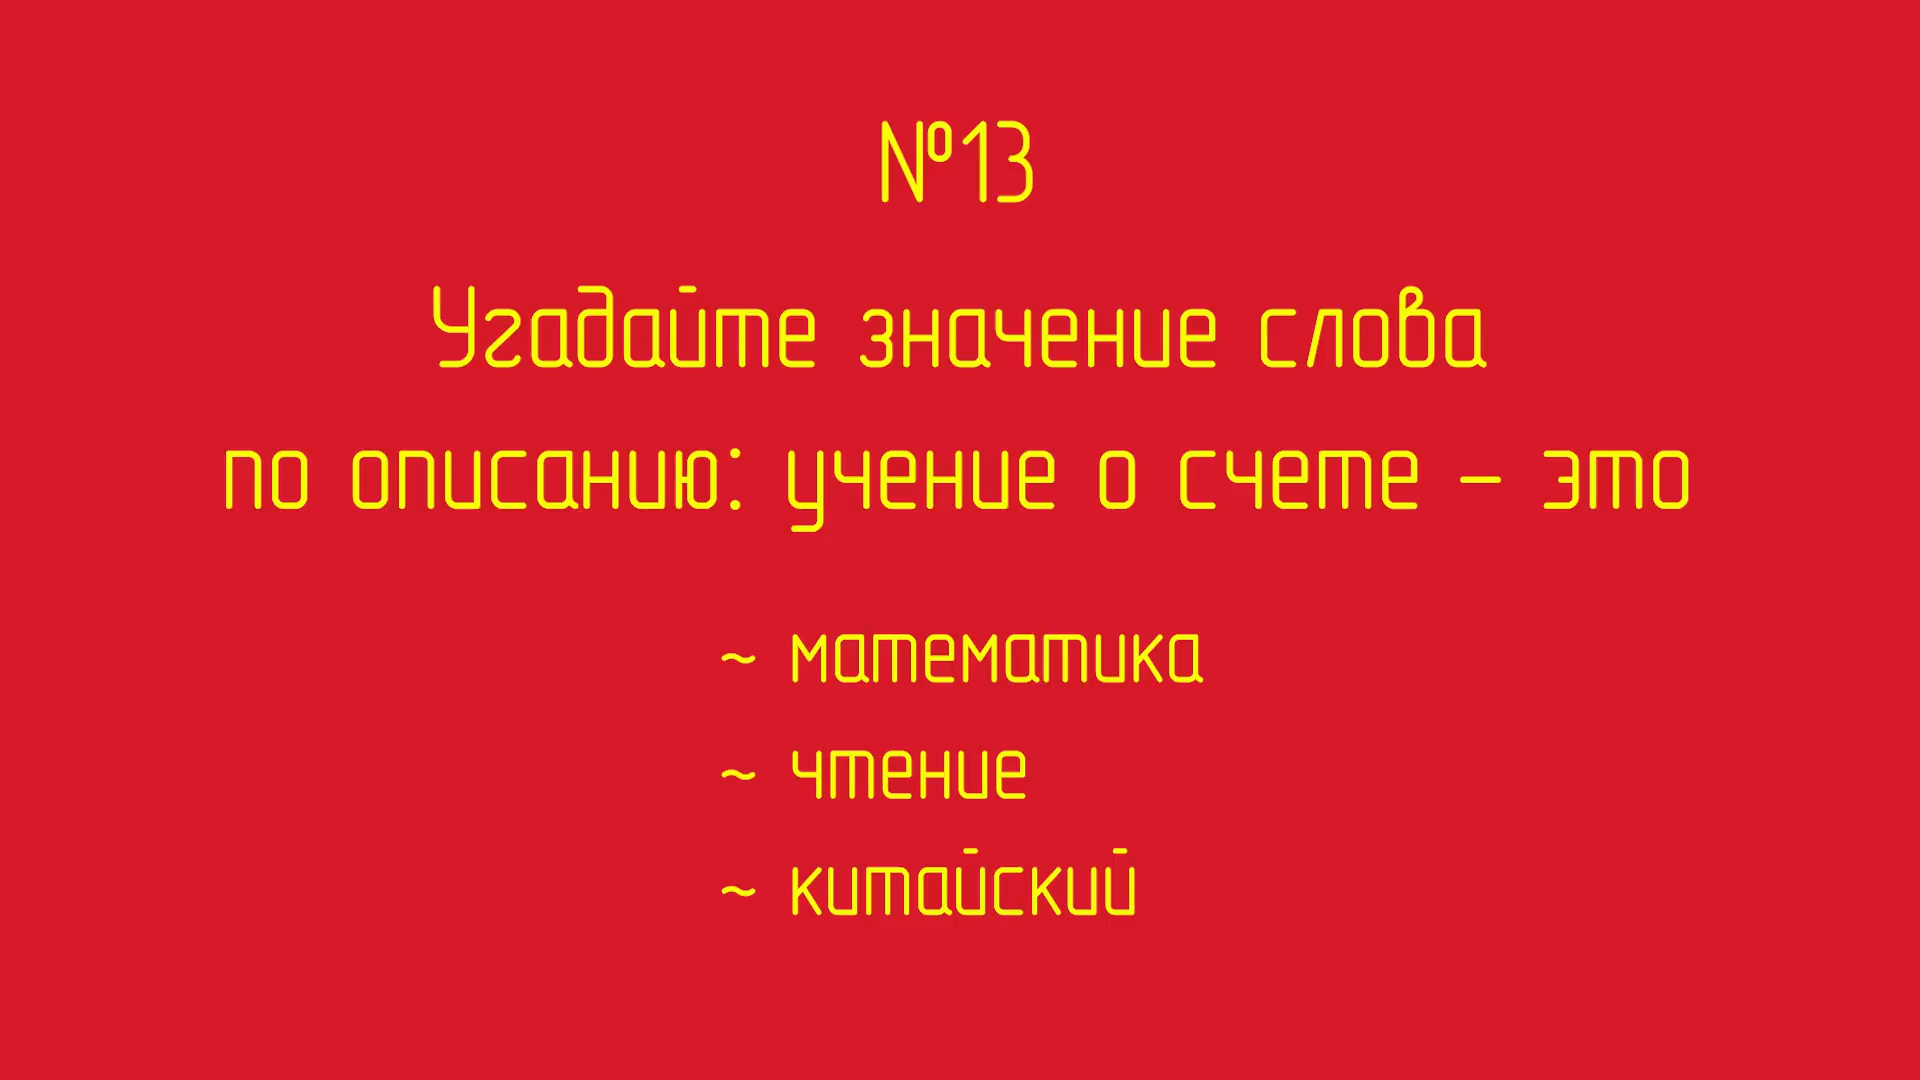 №13
Угадайте значение слова
по описанию: учение о счете – это
~ математика
~ чтение
~ китайский